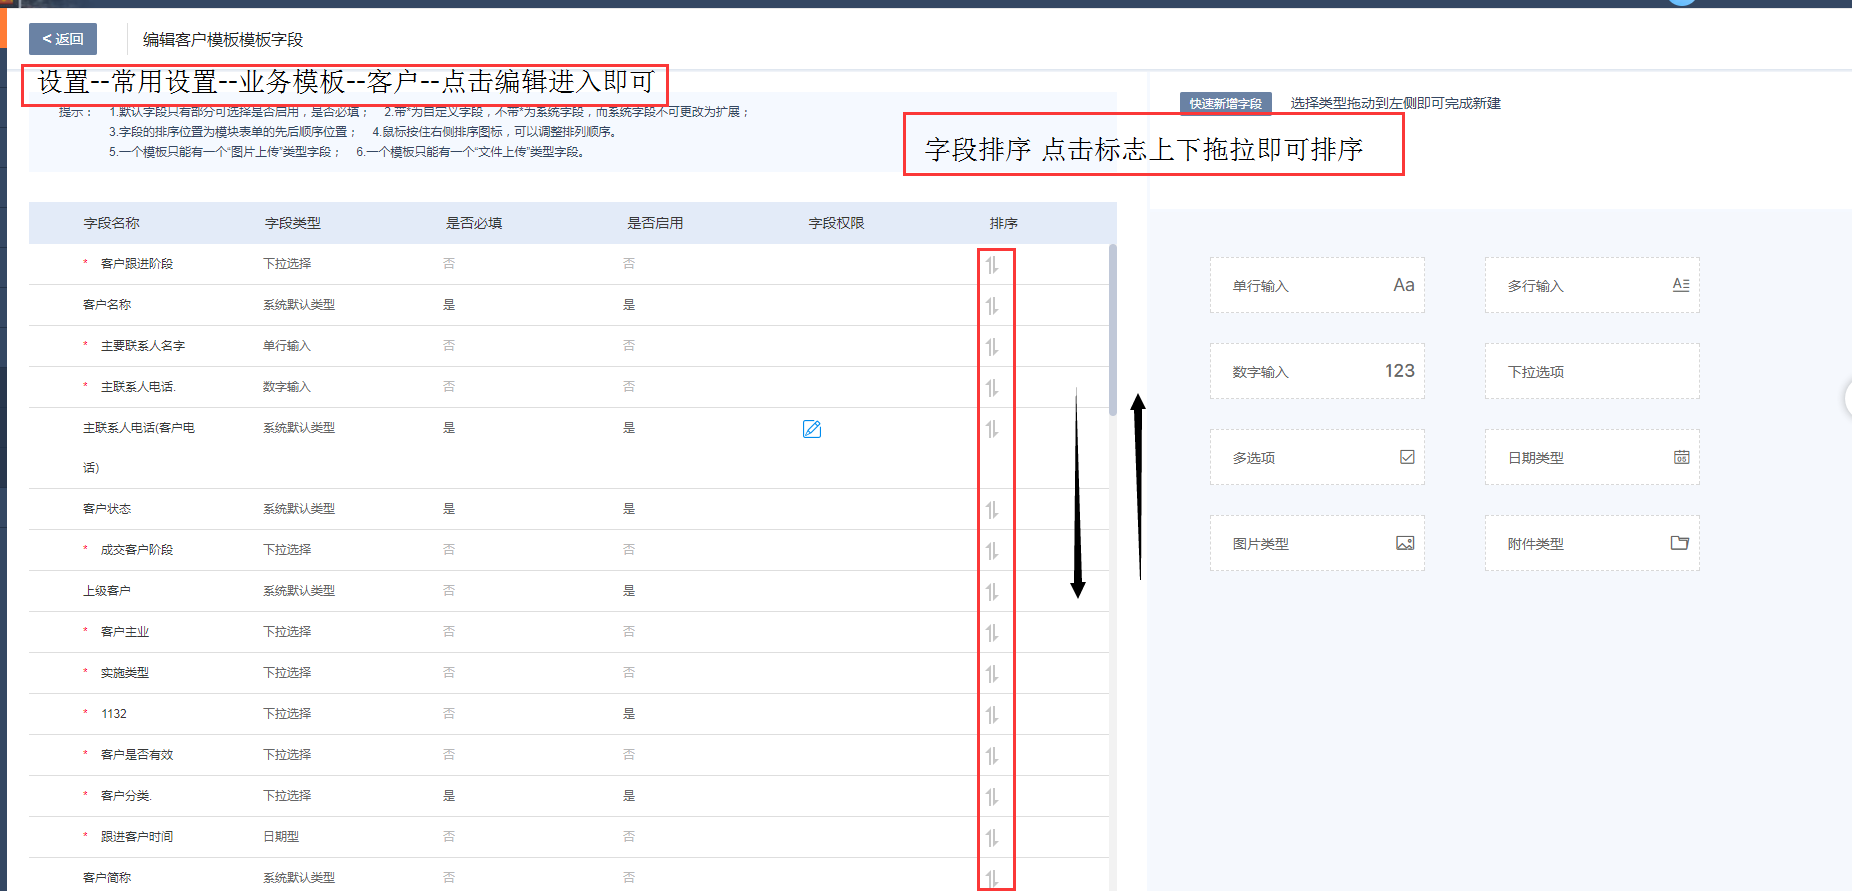 < 返回
编辑客户模板模板字段
设置--常用设置--业务模板--客户--点击编辑进入即可
提示： 1.默认字段只有部分可选择是否启用，是否必填； 2.带*为自定义字段，不带*为系统字段，而系统字段不可更改为扩展；
3.字段的排序位置为模块表单的先后顺序位置； 4.鼠标按住右侧排序图标，可以调整排列顺序。
5.一个模板只能有一个“图片上传”类型字段； 6.一个模板只能有一个“文件上传”类型字段。
快速新增字段 选择类型拖动到左侧即可完成新建
字段排序 点击标志上下拖拉即可排序
字段名称 字段类型 是否必填 是否启用 字段权限 排序
* 客户跟进阶段 下拉选择 否 否
客户名称 系统默认类型 是 是
* 主要联系人名字 单行输入 否 否
* 主联系人电话. 数字输入 否 否
主联系人电话(客户电 系统默认类型 是 是
话)
客户状态 系统默认类型 是 是
* 成交客户阶段 下拉选择 否 否
上级客户 系统默认类型 否 是
* 客户主业 下拉选择 否 否
* 实施类型 下拉选择 否 否
* 1132 下拉选择 否 是
* 客户是否有效 下拉选择 否 否
* 客户分类. 下拉选择 是 是
* 跟进客户时间 日期型 否 否
客户简称 系统默认类型 否 否
单行输入 Aa
多行输入 A
数字输入 123
下拉选项
多选项
日期类型 05
图片类型
附件类型